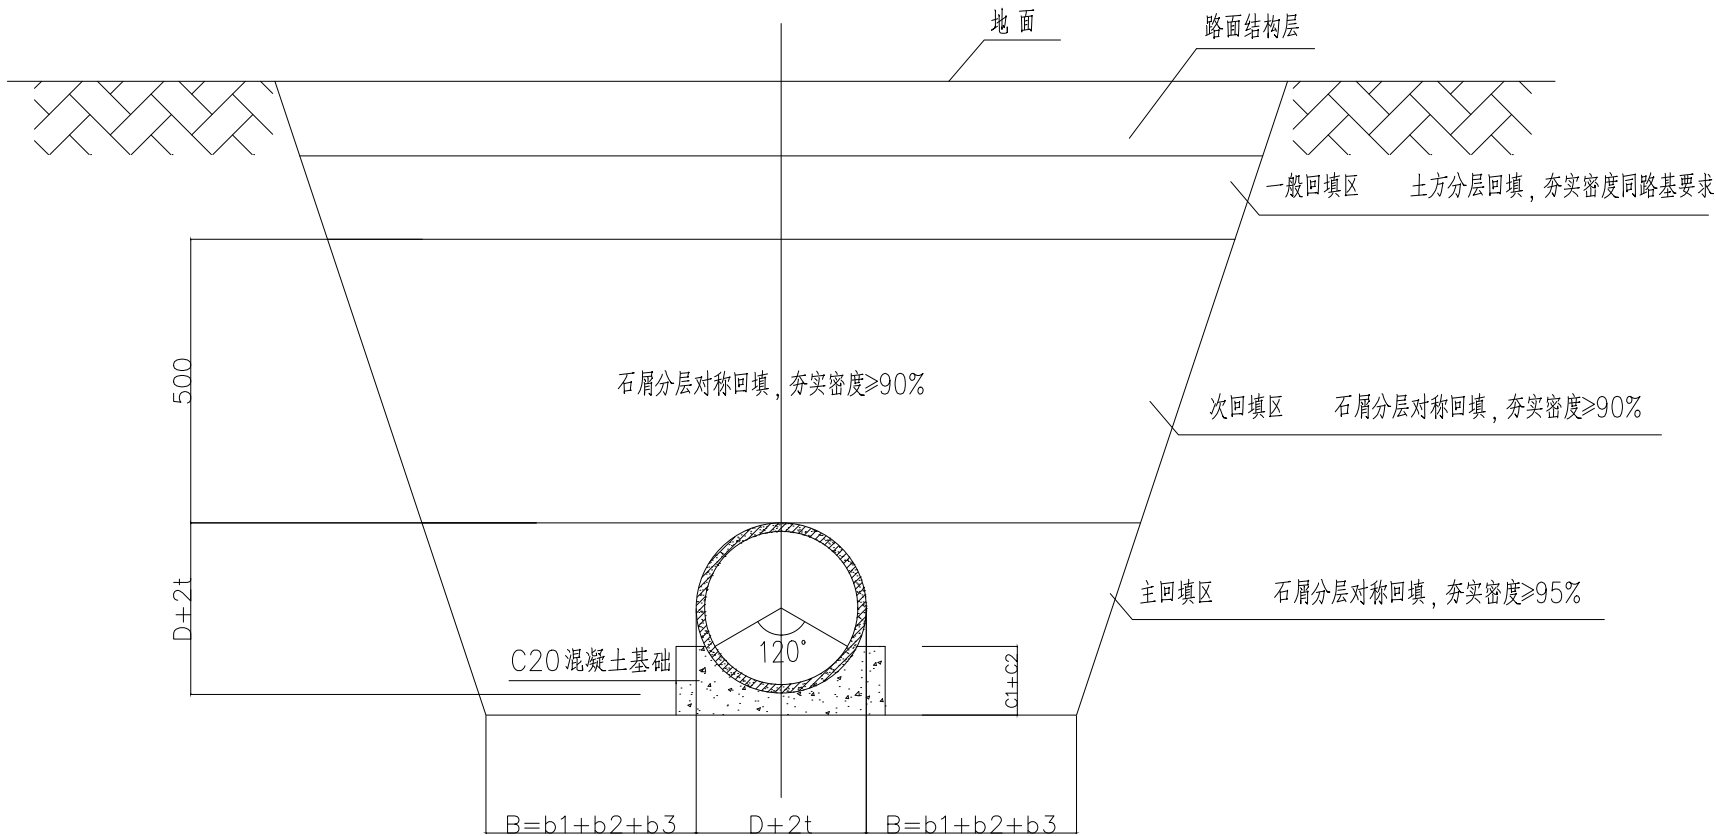 地 面
路面结构层
一般回填区 土方分层回填,夯实密度同路基要求
500
石屑分层对称回填,夯实密度≥90%
次回填区 石屑分层对称回填,夯实密度≥90%
D+2t
主回填区 石屑分层对称回填,夯实密度≥95%
120°
C20混凝土基础
C1+C2
B=b1+b2+b3
D+2t
B=b1+b2+b3